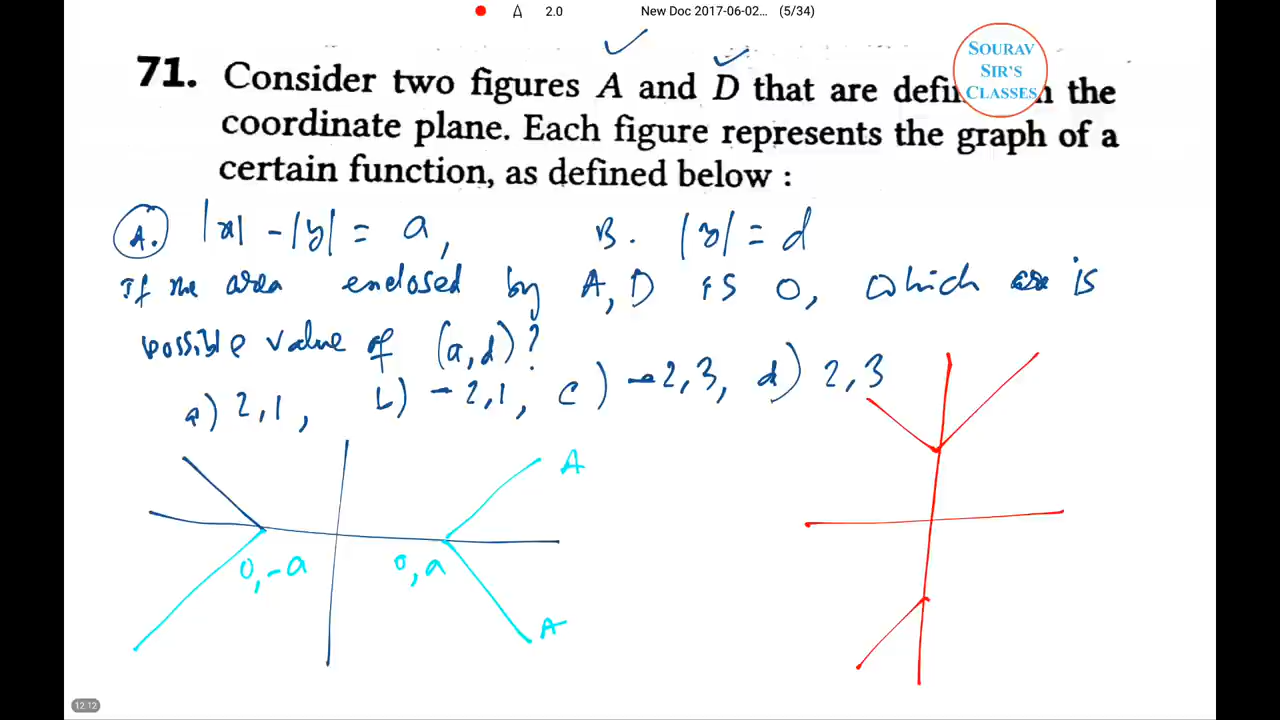 A 2.0 New Doc 2017-06-02... (5/34)
SOURAV
SIR'S
CLASSES
71. Consider two figures A and D that are defin the
coordinate plane. Each figure represents the graph of a
certain function, as defined below :
A. |x| - |y| = a, B. |y| = d
If the area enclosed by A, D is 0, which is
possible value of (a,d)?
a) 2,1, b) -2,1, c) -2,3, d) 2,3
A
0,-a 0,a
A
12.12